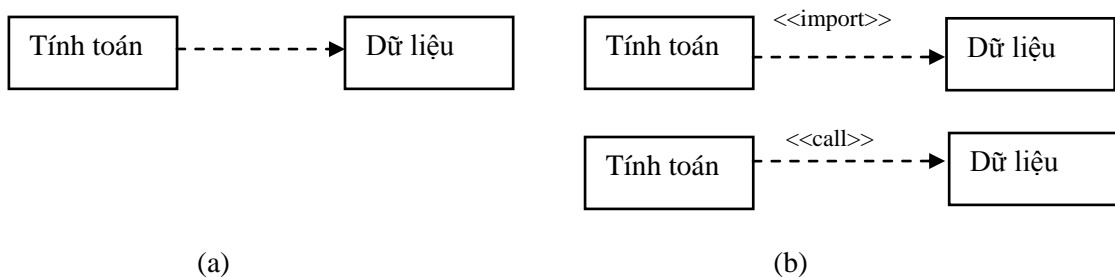 <<import>>
Tính toán
Dữ liệu
Tính toán
Dữ liệu
<<call>>
Tính toán
Dữ liệu
(a)
(b)